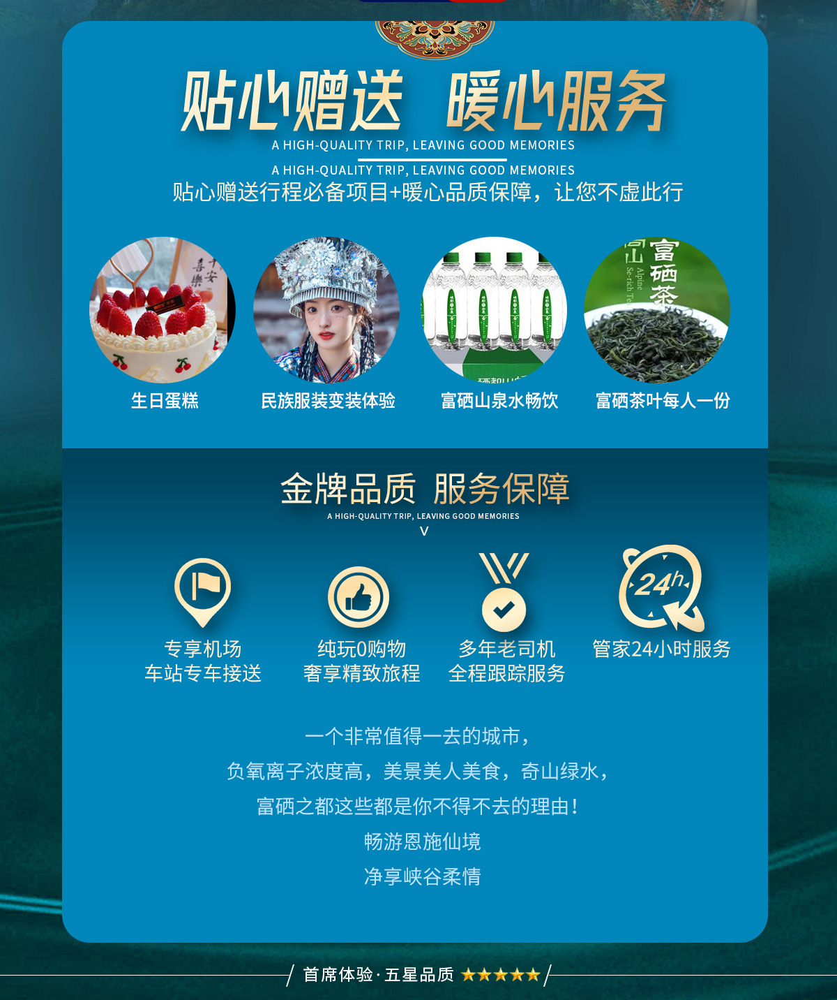 贴心赠送 暖心服务
A HIGH-QUALITY TRIP, LEAVING GOOD MEMORIES
A HIGH-QUALITY TRIP, LEAVING GOOD MEMORIES
贴心赠送行程必备项目+暖心品质保障，让您不虚此行
平安
喜樂
富硒茶
高山
Alpine
Se-rich Te
生日蛋糕
民族服装变装体验
富硒山泉水畅饮
富硒茶叶每人一份
金牌品质 服务保障
A HIGH-QUALITY TRIP, LEAVING GOOD MEMORIES
24h
专享机场
车站专车接送
纯玩0购物
奢享精致旅程
多年老司机
全程跟踪服务
管家24小时服务
一个非常值得一去的城市，
负氧离子浓度高，美景美人美食，奇山绿水，
富硒之都这些都是你不得不去的理由！
畅游恩施仙境
净享峡谷柔情
首席体验·五星品质